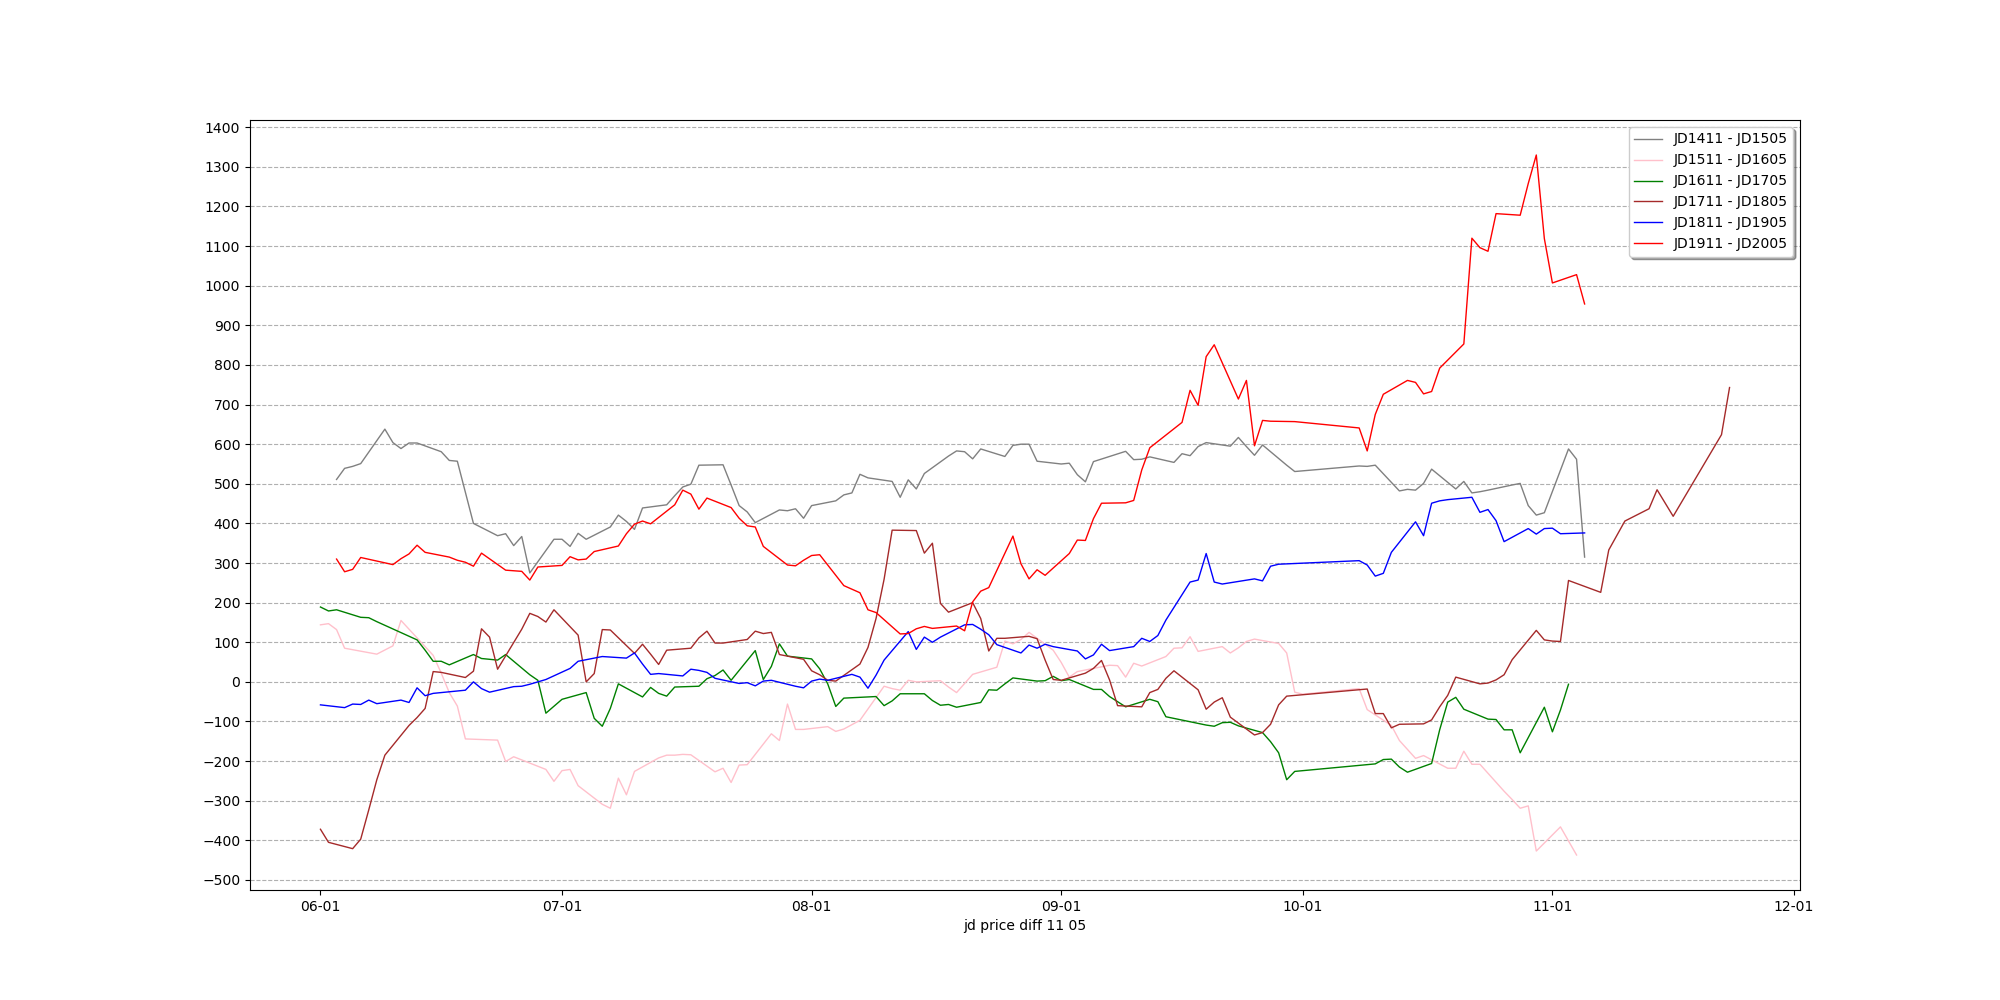 1400
1300
1200
1100
1000
900
800
700
600
500
400
300
200
100
0
−100
−200
−300
−400
−500
JD1411 - JD1505
JD1511 - JD1605
JD1611 - JD1705
JD1711 - JD1805
JD1811 - JD1905
JD1911 - JD2005
06-01 07-01 08-01 09-01 10-01 11-01 12-01
jd price diff 11 05